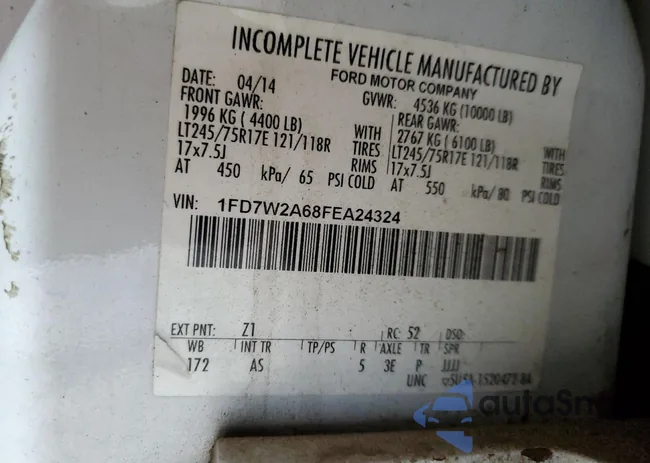 INCOMPLETE VEHICLE MANUFACTURED BY
FORD MOTOR COMPANY
DATE: 04/14 GVWR: 4536 KG (10000 LB)
FRONT GAWR: REAR GAWR:
1996 KG ( 4400 LB) WITH 2767 KG ( 6100 LB) WITH
LT245/75R17E 121/118R TIRES LT245/75R17E 121/118R TIRES
17x7.5J RIMS 17x7.5J RIMS
AT 450 kPa/ 65 PSI COLD AT 550 kPa/ 80 PSI COLD
VIN: 1FD7W2A68FEA24324
H
EXT PNT: Z1 RC: 52 DSO:
WB INT TR TP/PS R AXLE TR SPR
172 AS 5 3E P JJJJ
UNC